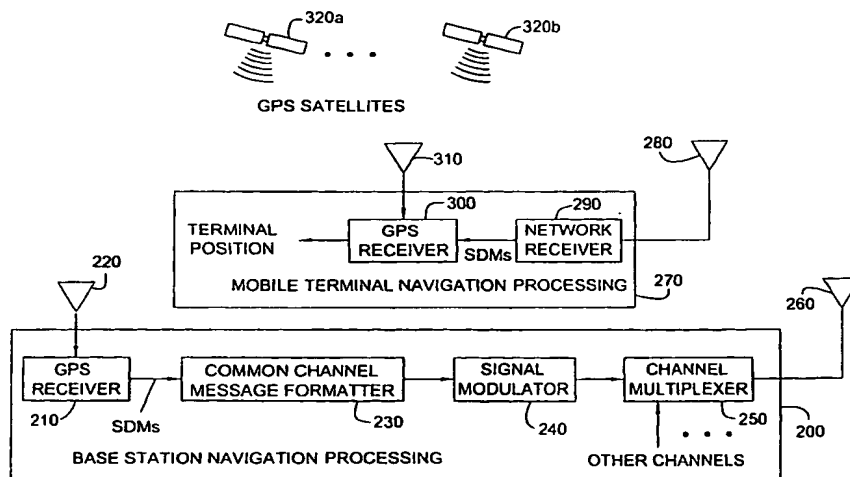 320a
320b
GPS SATELLITES
310
280
300
290
TERMINAL
POSITION
GPS
RECEIVER
SDMs
NETWORK
RECEIVER
MOBILE TERMINAL NAVIGATION PROCESSING
270
220
260
GPS
RECEIVER
210
SDMs
COMMON CHANNEL
MESSAGE FORMATTER
230
SIGNAL
MODULATOR
240
CHANNEL
MULTIPLEXER
250
200
OTHER CHANNELS
BASE STATION NAVIGATION PROCESSING